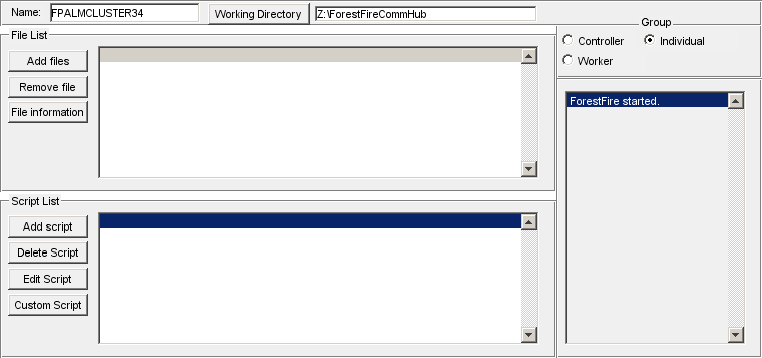 Name: FPALMCLUSTER34 Working Directory Z:\ForestFireCommHub
File List
Add files
Remove file
File information
Script List
Add script
Delete Script
Edit Script
Custom Script
Group
Controller Individual
Worker
ForestFire started.